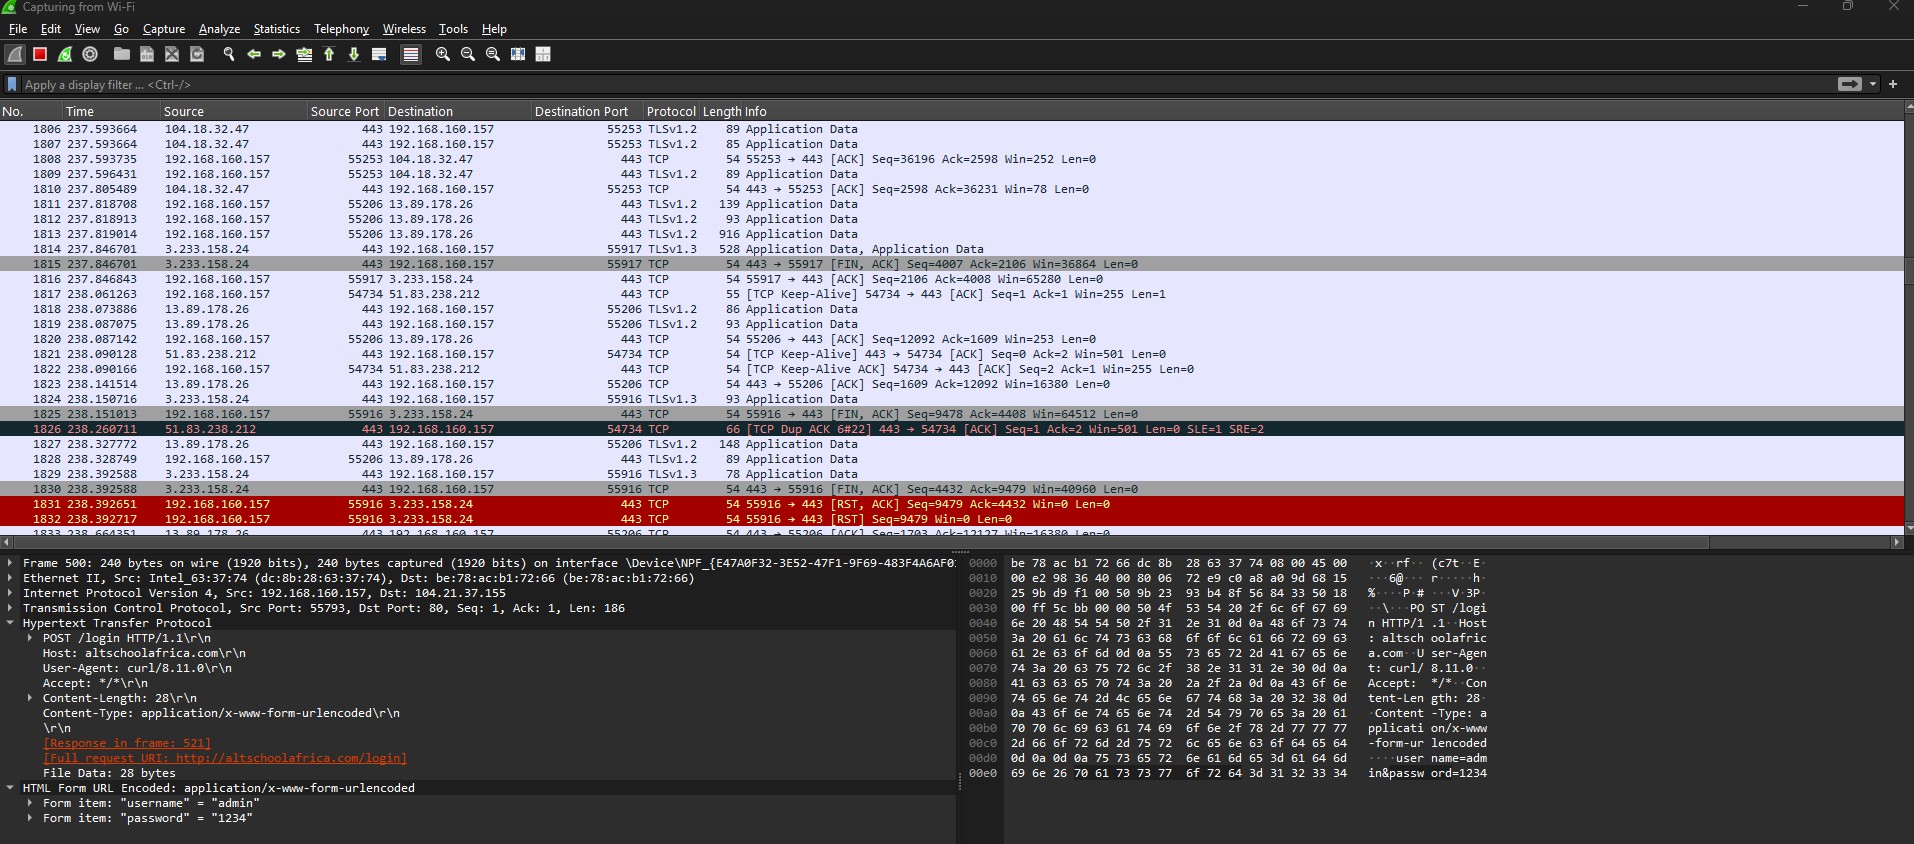 Capturing from Wi-Fi
File Edit View Go Capture Analyze Statistics Telephony Wireless Tools Help
Apply a display filter ... <Ctrl-/>
No. Time Source Source Port Destination Destination Port Protocol Length Info
1806 237.593664 104.18.32.47 443 192.168.160.157 55253 TLSv1.2 89 Application Data
1807 237.593664 104.18.32.47 443 192.168.160.157 55253 TLSv1.2 85 Application Data
1808 237.593735 192.168.160.157 55253 104.18.32.47 443 TCP 54 55253 → 443 [ACK] Seq=36196 Ack=2598 Win=252 Len=0
1809 237.596431 192.168.160.157 55253 104.18.32.47 443 TLSv1.2 89 Application Data
1810 237.805489 104.18.32.47 443 192.168.160.157 55253 TCP 54 443 → 55253 [ACK] Seq=2598 Ack=36231 Win=78 Len=0
1811 237.818708 192.168.160.157 55206 13.89.178.26 443 TLSv1.2 139 Application Data
1812 237.818913 192.168.160.157 55206 13.89.178.26 443 TLSv1.2 93 Application Data
1813 237.819014 192.168.160.157 55206 13.89.178.26 443 TLSv1.2 916 Application Data
1814 237.846701 3.233.158.24 443 192.168.160.157 55917 TLSv1.3 528 Application Data, Application Data
1815 237.846701 3.233.158.24 443 192.168.160.157 55917 TCP 54 443 → 55917 [FIN, ACK] Seq=4007 Ack=2106 Win=36864 Len=0
1816 237.846843 192.168.160.157 55917 3.233.158.24 443 TCP 54 55917 → 443 [ACK] Seq=2106 Ack=4008 Win=65280 Len=0
1817 238.061263 192.168.160.157 54734 51.83.238.212 443 TCP 55 [TCP Keep-Alive] 54734 → 443 [ACK] Seq=1 Ack=1 Win=255 Len=1
1818 238.073886 13.89.178.26 443 192.168.160.157 55206 TLSv1.2 86 Application Data
1819 238.087075 13.89.178.26 443 192.168.160.157 55206 TLSv1.2 93 Application Data
1820 238.087142 192.168.160.157 55206 13.89.178.26 443 TCP 54 55206 → 443 [ACK] Seq=12092 Ack=1609 Win=253 Len=0
1821 238.090128 51.83.238.212 443 192.168.160.157 54734 TCP 54 [TCP Keep-Alive] 443 → 54734 [ACK] Seq=0 Ack=2 Win=501 Len=0
1822 238.090166 192.168.160.157 54734 51.83.238.212 443 TCP 54 [TCP Keep-Alive ACK] 54734 → 443 [ACK] Seq=2 Ack=1 Win=255 Len=0
1823 238.141514 13.89.178.26 443 192.168.160.157 55206 TCP 54 443 → 55206 [ACK] Seq=1609 Ack=12092 Win=16380 Len=0
1824 238.150716 3.233.158.24 443 192.168.160.157 55916 TLSv1.3 93 Application Data
1825 238.151013 192.168.160.157 55916 3.233.158.24 443 TCP 54 55916 → 443 [FIN, ACK] Seq=9478 Ack=4408 Win=64512 Len=0
1826 238.260711 51.83.238.212 443 192.168.160.157 54734 TCP 66 [TCP Dup ACK 6#22] 443 → 54734 [ACK] Seq=1 Ack=2 Win=501 Len=0 SLE=1 SRE=2
1827 238.327772 13.89.178.26 443 192.168.160.157 55206 TLSv1.2 148 Application Data
1828 238.328749 192.168.160.157 55206 13.89.178.26 443 TLSv1.2 89 Application Data
1829 238.392588 3.233.158.24 443 192.168.160.157 55916 TLSv1.3 78 Application Data
1830 238.392588 3.233.158.24 443 192.168.160.157 55916 TCP 54 443 → 55916 [FIN, ACK] Seq=4432 Ack=9479 Win=40960 Len=0
1831 238.392651 192.168.160.157 55916 3.233.158.24 443 TCP 54 55916 → 443 [RST, ACK] Seq=9479 Ack=4432 Win=0 Len=0
1832 238.392717 192.168.160.157 55916 3.233.158.24 443 TCP 54 55916 → 443 [RST] Seq=9479 Win=0 Len=0
1833 238.664351 13.89.178.26 443 192.168.160.157 55206 TCP 54 443 → 55206 [ACK] Seq=1703 Ack=12127 Win=16380 Len=0
Frame 500: 240 bytes on wire (1920 bits), 240 bytes captured (1920 bits) on interface \Device\NPF_{E47A0F32-3E52-47F1-9F69-483F4A6AF0
Ethernet II, Src: Intel_63:37:74 (dc:8b:28:63:37:74), Dst: be:78:ac:b1:72:66 (be:78:ac:b1:72:66)
Internet Protocol Version 4, Src: 192.168.160.157, Dst: 104.21.37.155
Transmission Control Protocol, Src Port: 55793, Dst Port: 80, Seq: 1, Ack: 1, Len: 186
Hypertext Transfer Protocol
POST /login HTTP/1.1\r\n
Host: altschoolafrica.com\r\n
User-Agent: curl/8.11.0\r\n
Accept: */*\r\n
Content-Length: 28\r\n
Content-Type: application/x-www-form-urlencoded\r\n
\r\n
[Response in frame: 521]
[Full request URI: http://altschoolafrica.com/login]
File Data: 28 bytes
HTML Form URL Encoded: application/x-www-form-urlencoded
Form item: "username" = "admin"
Form item: "password" = "1234"
0000 be 78 ac b1 72 66 dc 8b 28 63 37 74 08 00 45 00 ·x··rf·· (c7t··E·
0010 00 e2 98 36 40 00 80 06 72 e9 c0 a8 a0 9d 68 15 ···6@··· r·····h·
0020 25 9b d9 f1 00 50 9b 23 93 b4 8f 56 84 33 50 18 %····P·# ···V·3P·
0030 00 ff 5c bb 00 00 50 4f 53 54 20 2f 6c 6f 67 69 ··\···PO ST /logi
0040 6e 20 48 54 54 50 2f 31 2e 31 0d 0a 48 6f 73 74 n HTTP/1 .1··Host
0050 3a 20 61 6c 74 73 63 68 6f 6f 6c 61 66 72 69 63 : altsch oolafric
0060 61 2e 63 6f 6d 0d 0a 55 73 65 72 2d 41 67 65 6e a.com··U ser-Agen
0070 74 3a 20 63 75 72 6c 2f 38 2e 31 31 2e 30 0d 0a t: curl/ 8.11.0··
0080 41 63 63 65 70 74 3a 20 2a 2f 2a 0d 0a 43 6f 6e Accept: */*··Con
0090 74 65 6e 74 2d 4c 65 6e 67 74 68 3a 20 32 38 0d tent-Len gth: 28·
00a0 0a 43 6f 6e 74 65 6e 74 2d 54 79 70 65 3a 20 61 ·Content -Type: a
00b0 70 70 6c 69 63 61 74 69 6f 6e 2f 78 2d 77 77 77 pplicati on/x-www
00c0 2d 66 6f 72 6d 2d 75 72 6c 65 6e 63 6f 64 65 64 -form-ur lencoded
00d0 0d 0a 0d 0a 75 73 65 72 6e 61 6d 65 3d 61 64 6d ····user name=adm
00e0 69 6e 26 70 61 73 73 77 6f 72 64 3d 31 32 33 34 in&passw ord=1234